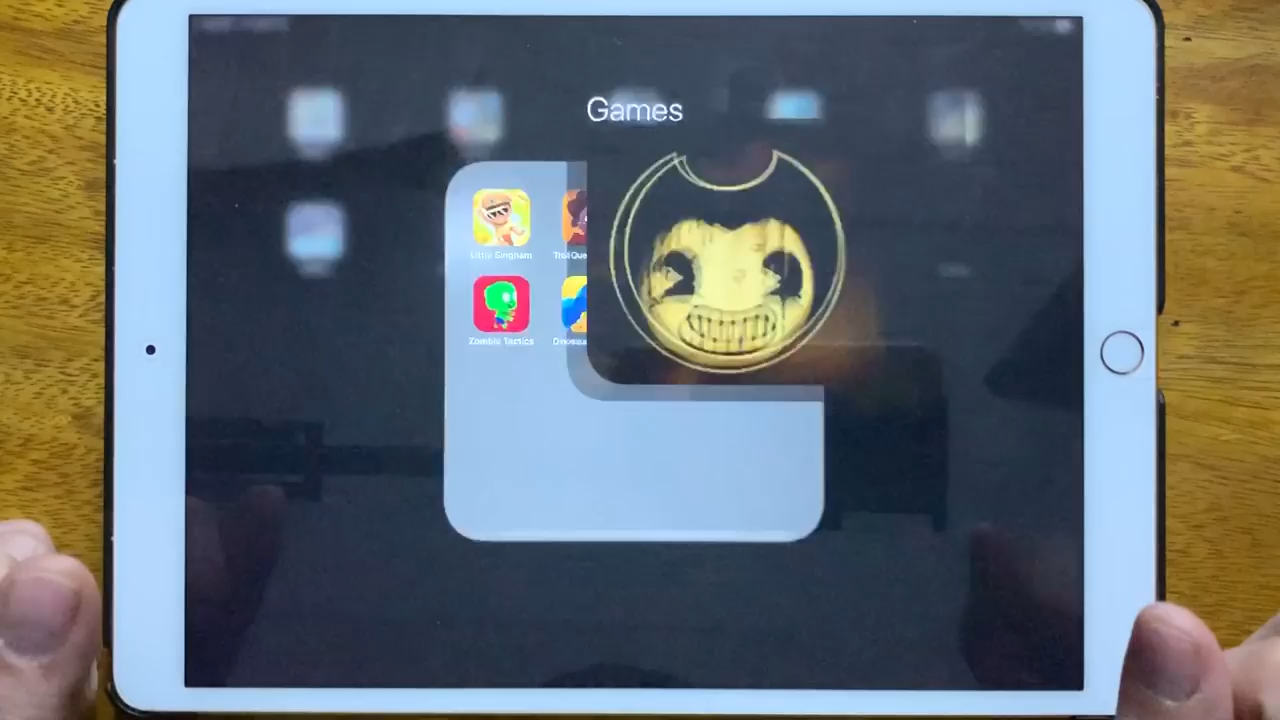 Games
Little Singham
Troll Que
Zombie Tactics
Dinosau